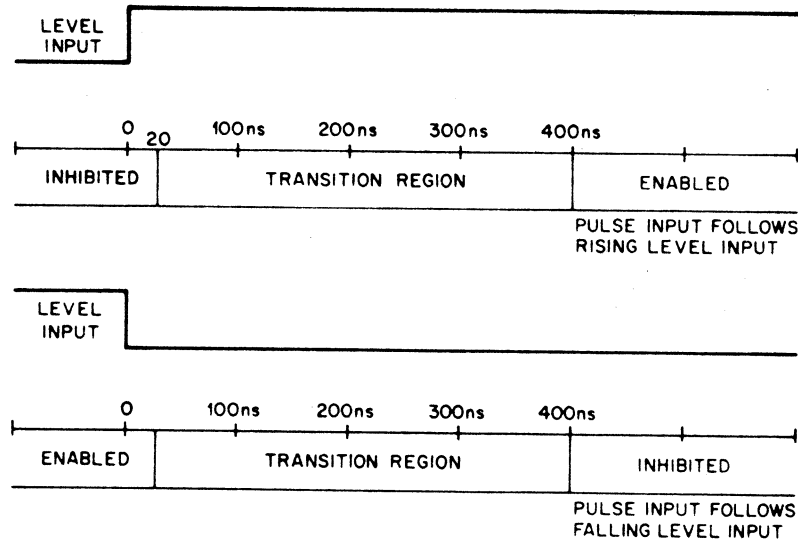 LEVEL
INPUT
0 20 100ns 200ns 300ns 400ns
INHIBITED TRANSITION REGION ENABLED
PULSE INPUT FOLLOWS
RISING LEVEL INPUT
LEVEL
INPUT
0 100ns 200ns 300ns 400ns
ENABLED TRANSITION REGION INHIBITED
PULSE INPUT FOLLOWS
FALLING LEVEL INPUT